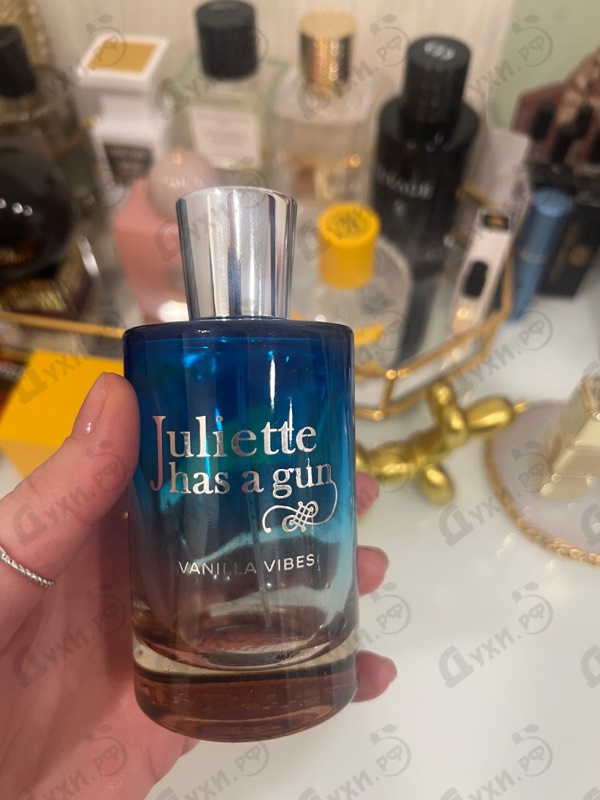 Juliette
has a gun
VANILLA VIBES
Духи.РФ